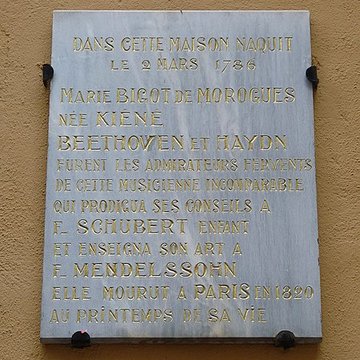 DANS CETTE MAISON NAQUIT
LE 2 MARS 1786
MARIE BIGOT DE MOROGUES
NÉE KIÉNÉ
BEETHOVEN ET HAYDN
FURENT LES ADMIRATEURS FERVENTS
DE CETTE MUSICIENNE INCOMPARABLE
QUI PRODIGUA SES CONSEILS A
F. SCHUBERT ENFANT
ET ENSEIGNA SON ART A
F. MENDELSSOHN
ELLE MOURUT A PARIS EN 1820
AU PRINTEMPS DE SA VIE